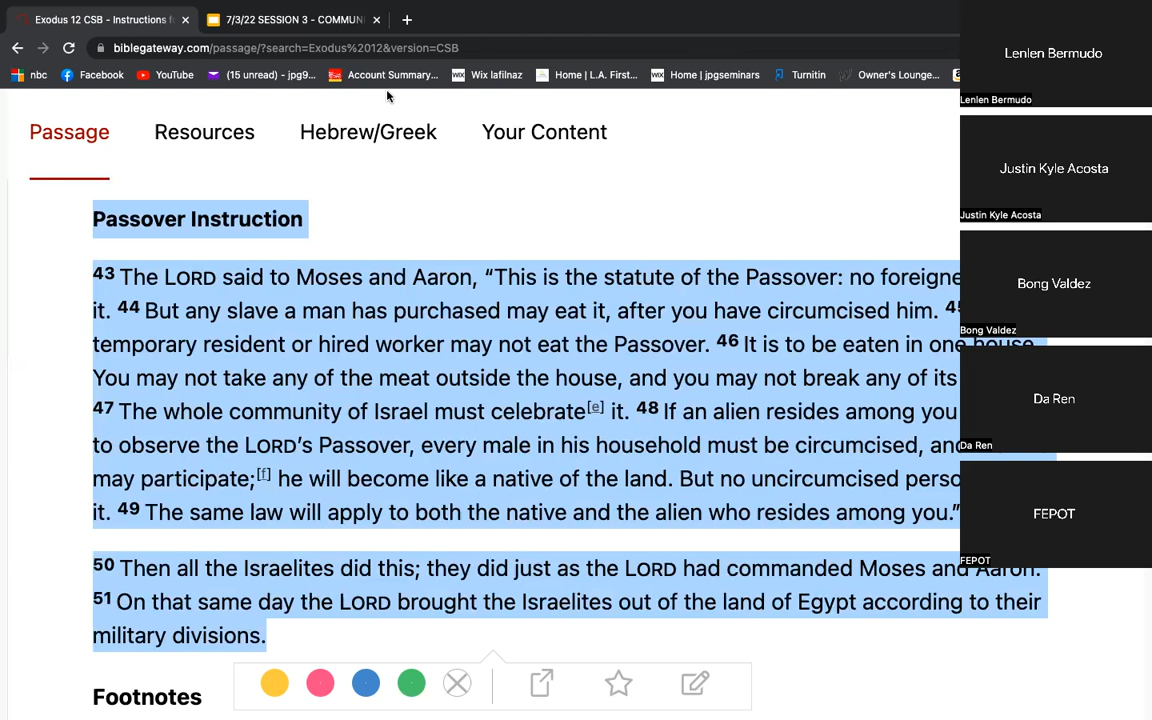 Exodus 12 CSB - Instructions f
7/3/22 SESSION 3 - COMMUN
biblegateway.com/passage/?search=Exodus%2012&version=CSB
nbc Facebook YouTube (15 unread) - jpg9... Account Summary... Wix lafilnaz Home | L.A. First... Home | jpgseminars Turnitin Owner's Lounge...
Passage Resources Hebrew/Greek Your Content
Passover Instruction
43 The LORD said to Moses and Aaron, “This is the statute of the Passover: no foreigne
it. 44 But any slave a man has purchased may eat it, after you have circumcised him. 45
temporary resident or hired worker may not eat the Passover. 46 It is to be eaten in one house.
You may not take any of the meat outside the house, and you may not break any of its
47 The whole community of Israel must celebrate[e] it. 48 If an alien resides among you
to observe the LORD’s Passover, every male in his household must be circumcised, and
may participate;[f] he will become like a native of the land. But no uncircumcised perso
it. 49 The same law will apply to both the native and the alien who resides among you.”
50 Then all the Israelites did this; they did just as the LORD had commanded Moses and Aaron.
51 On that same day the LORD brought the Israelites out of the land of Egypt according to their
military divisions.
Footnotes
Lenlen Bermudo
Lenlen Bermudo
Justin Kyle Acosta
Justin Kyle Acosta
Bong Valdez
Bong Valdez
Da Ren
Da Ren
FEPOT
FEPOT